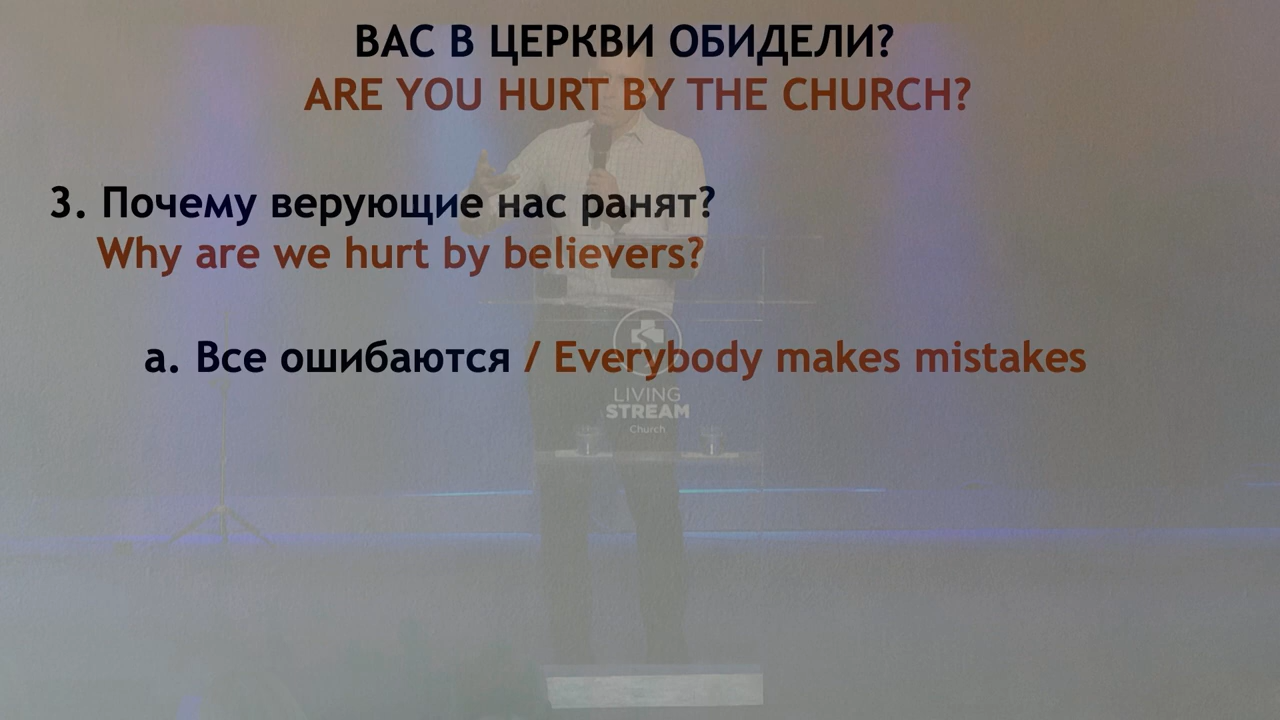 ВАС В ЦЕРКВИ ОБИДЕЛИ?
ARE YOU HURT BY THE CHURCH?
3. Почему верующие нас ранят?
Why are we hurt by believers?
а. Все ошибаются / Everybody makes mistakes
LIVING
STREAM
Church